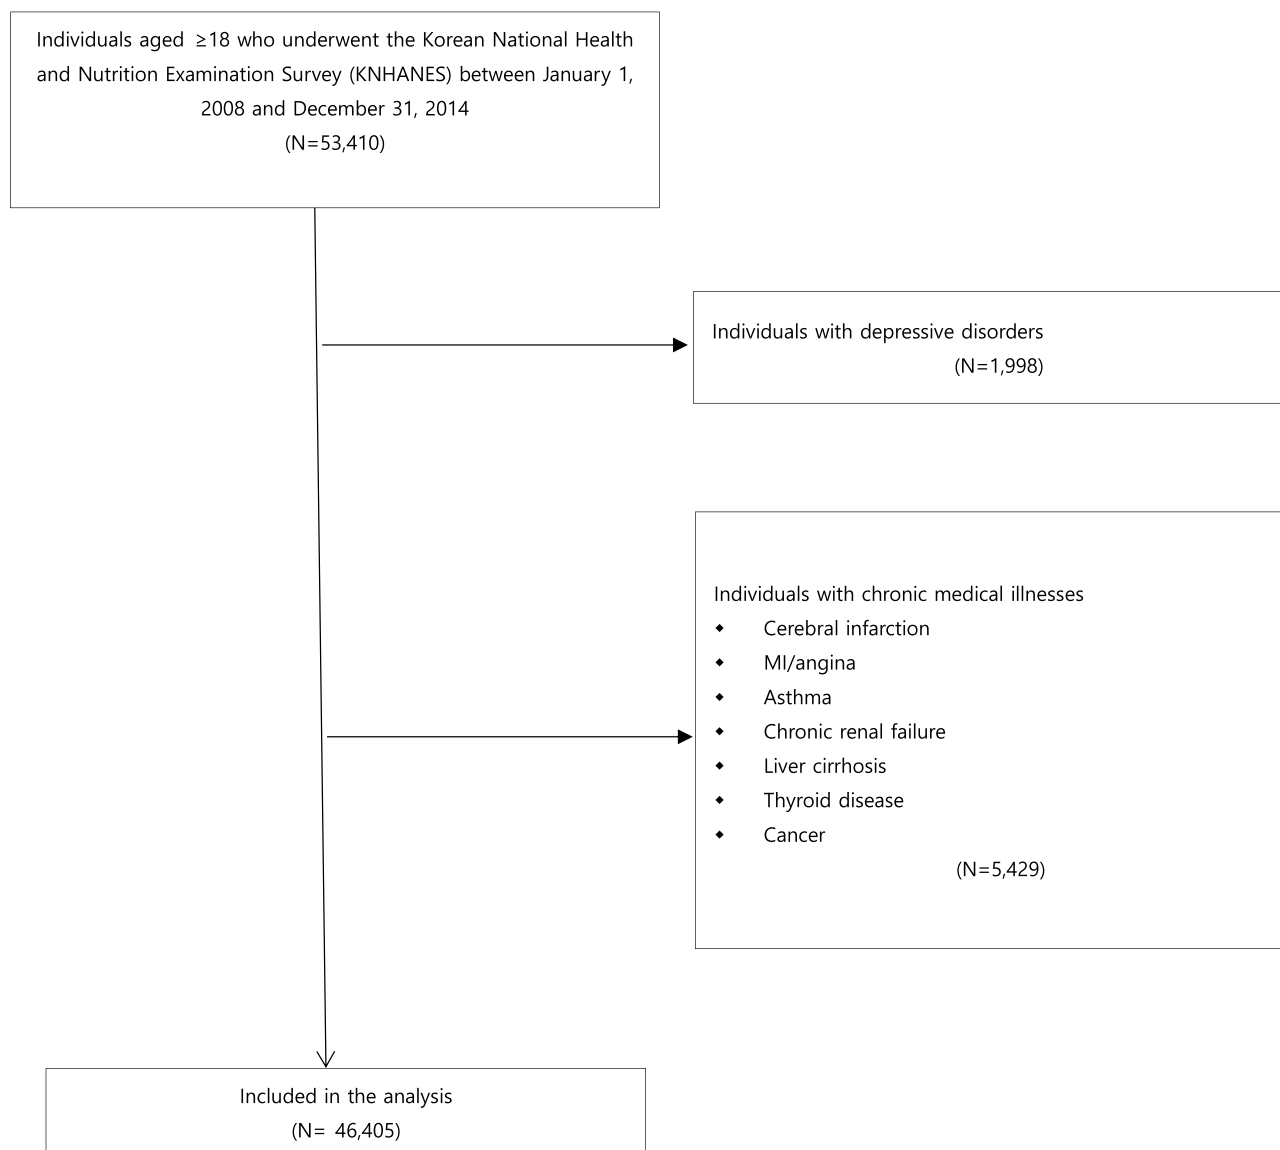 Individuals aged ≥18 who underwent the Korean National Health
and Nutrition Examination Survey (KNHANES) between January 1,
2008 and December 31, 2014
(N=53,410)
Individuals with depressive disorders
(N=1,998)
Individuals with chronic medical illnesses
◆ Cerebral infarction
◆ MI/angina
◆ Asthma
◆ Chronic renal failure
◆ Liver cirrhosis
◆ Thyroid disease
◆ Cancer
(N=5,429)
Included in the analysis
(N= 46,405)